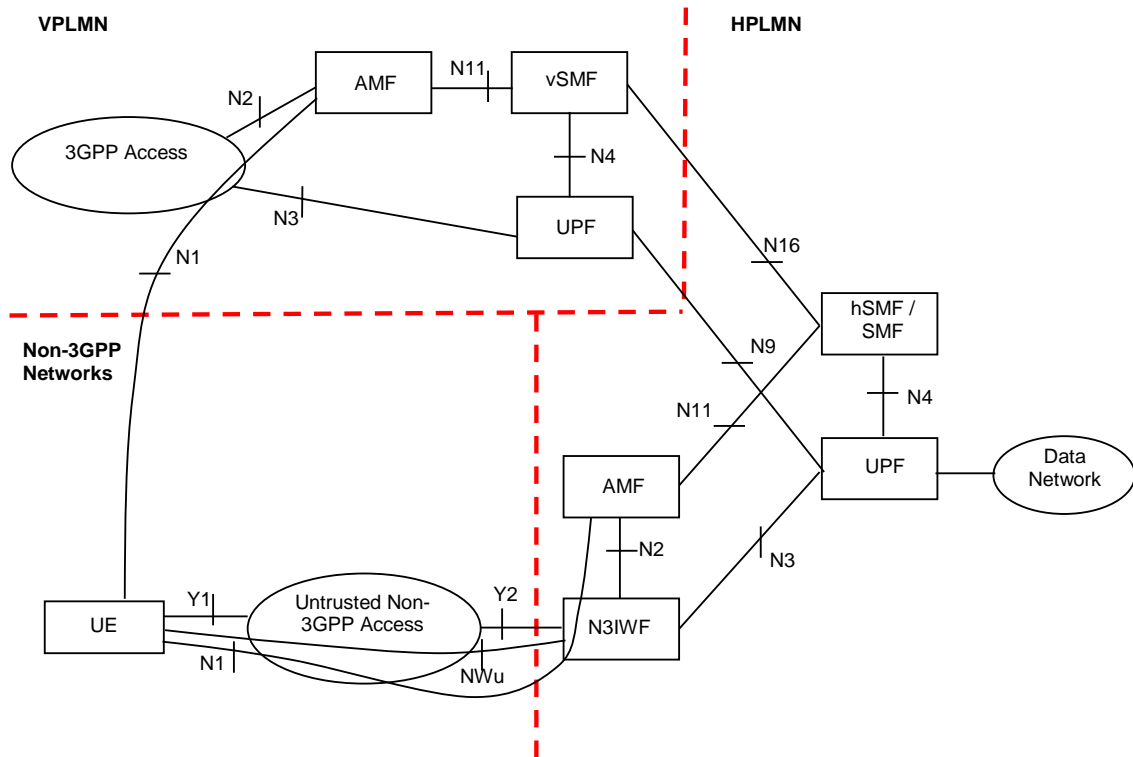 VPLMN
HPLMN
N11
AMF
vSMF
N2
3GPP Access
N4
N3
UPF
N1
N16
hSMF /
SMF
Non-3GPP
Networks
N9
N11
N4
AMF
UPF
Data
Network
N2
N3
Y1
Untrusted Non-
3GPP Access
Y2
UE
N3IWF
N1
NWu